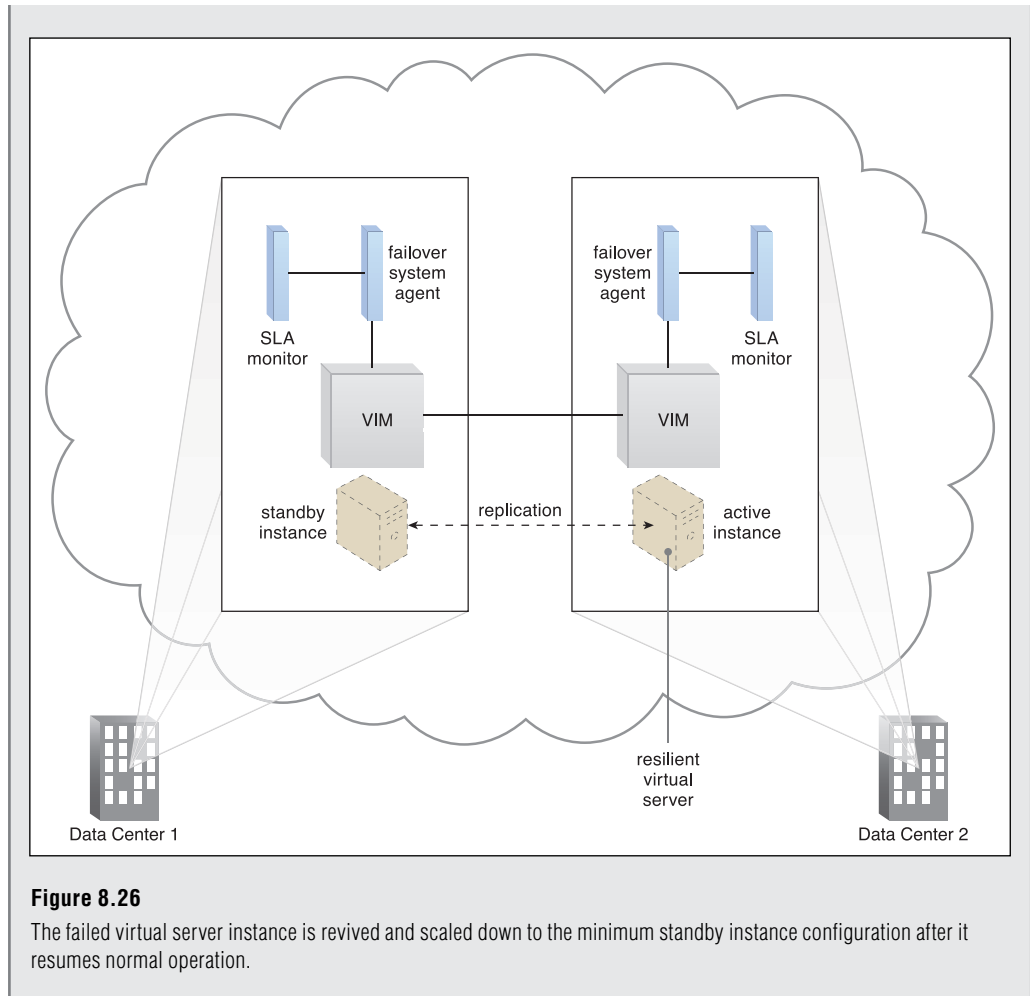 failover
system
agent
SLA
monitor
VIM
standby
instance
failover
system
agent
SLA
monitor
VIM
replication
active
instance
resilient
virtual
server
Data Center 1
Data Center 2
Figure 8.26
The failed virtual server instance is revived and scaled down to the minimum standby instance configuration after it
resumes normal operation.